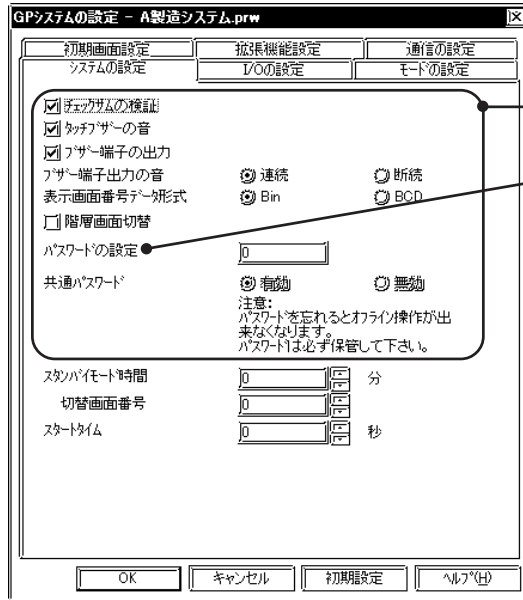 GPシステムの設定 - A製造システム.prw
初期画面設定 拡張機能設定 通信の設定
システムの設定 I/Oの設定 モードの設定
チェックサムの検証
タッチブザーの音
ブザー端子の出力
ブザー端子出力の音 連続 断続
表示画面番号データ形式 Bin BCD
階層画面切替
パスワードの設定 0
共通パスワード 有効 無効
注意:
パスワードを忘れるとオフライン操作が出
来なくなります。
パスワードは必ず保管して下さい。
スタンバイモード時間 0 分
切替画面番号 0
スタートタイム 0 秒
OK キャンセル 初期設定 ヘルプ(H)